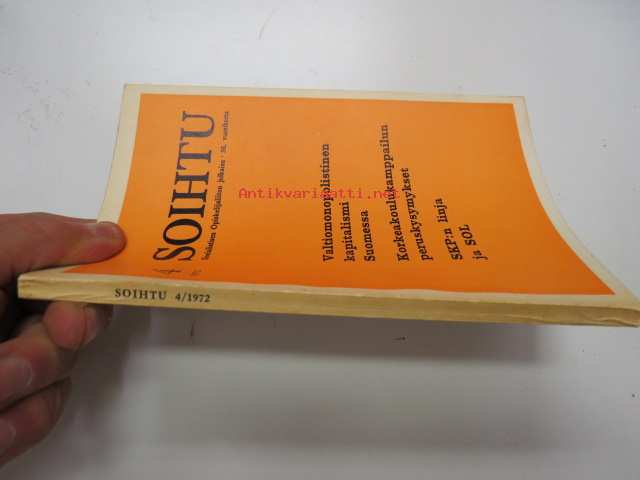 SOIHTU
Sosialistisen Opiskelijaliiton julkaisu · 36. vuosikerta
Valtiomonopolistinen
kapitalismi
Suomessa
Korkeakoulukamppailun
peruskysymykset
SKP:n linja
ja SOL
SOIHTU 4/1972
Antikvariaatti.net